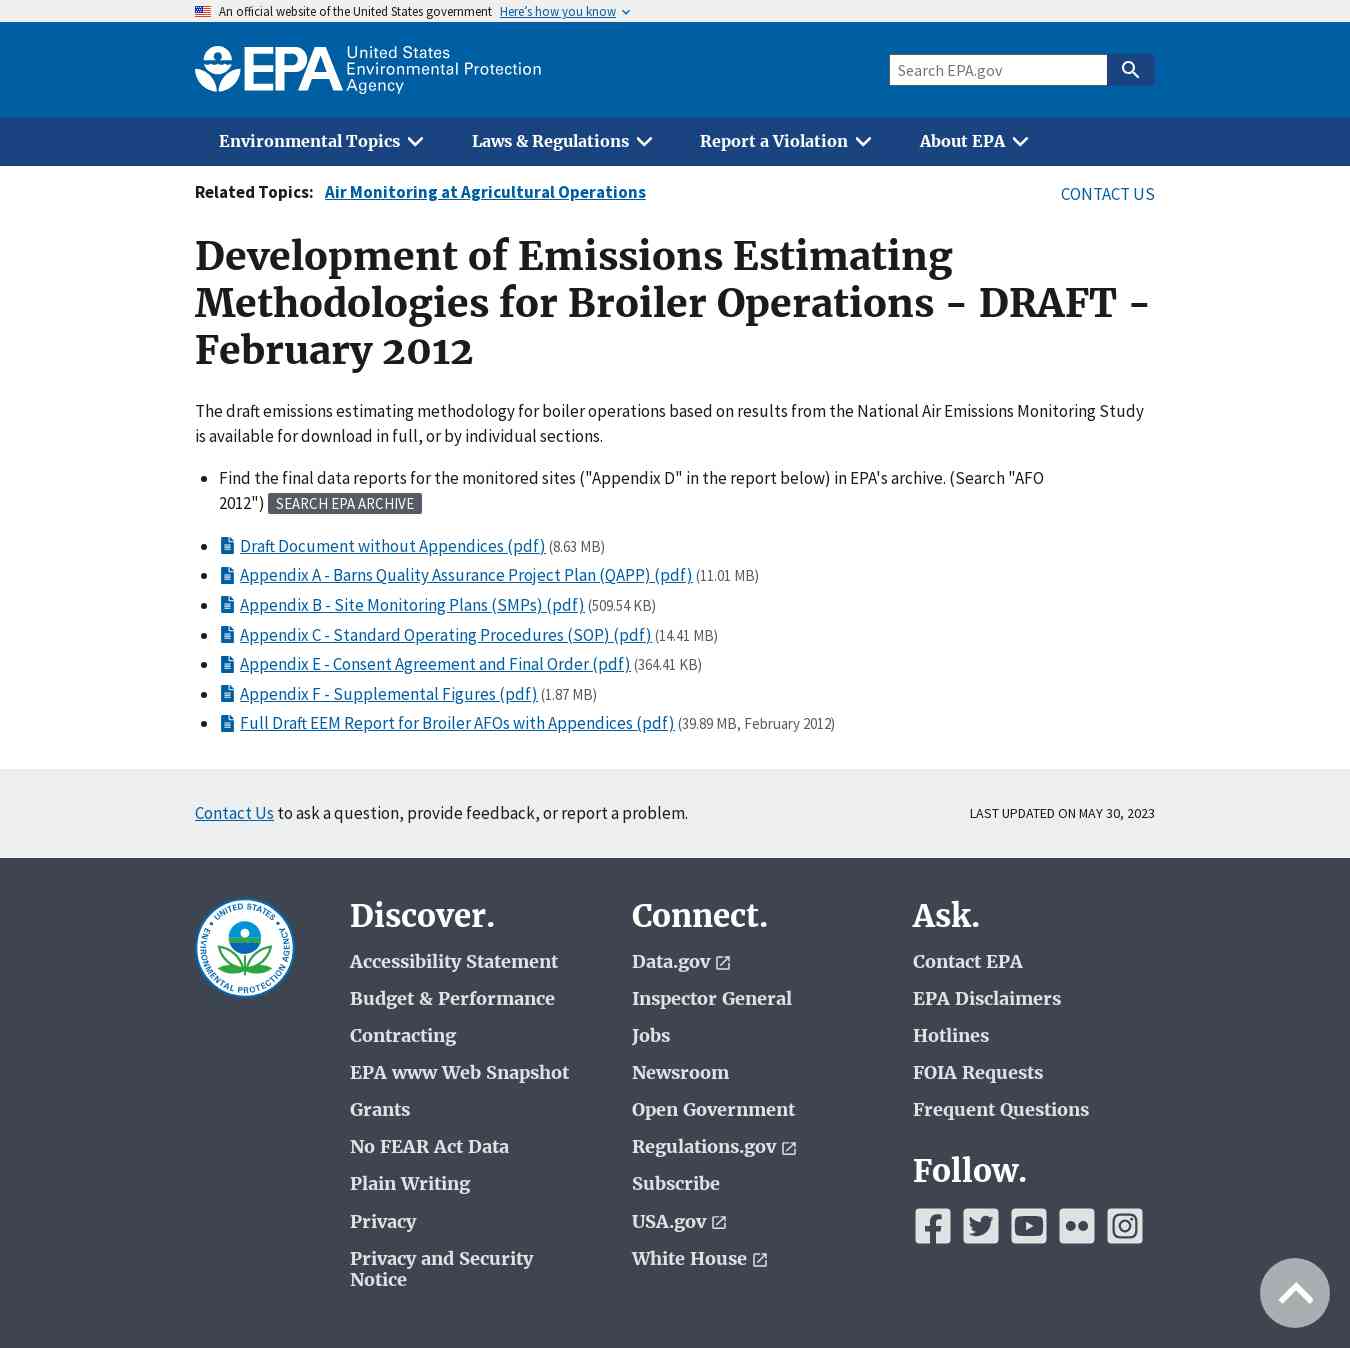 An official website of the United States government Here’s how you know
EPA United States
Environmental Protection
Agency
Search EPA.gov
Environmental Topics Laws & Regulations Report a Violation About EPA
Related Topics: Air Monitoring at Agricultural Operations CONTACT US
Development of Emissions Estimating
Methodologies for Broiler Operations - DRAFT -
February 2012
The draft emissions estimating methodology for boiler operations based on results from the National Air Emissions Monitoring Study
is available for download in full, or by individual sections.
Find the final data reports for the monitored sites ("Appendix D" in the report below) in EPA's archive. (Search "AFO
2012") SEARCH EPA ARCHIVE
Draft Document without Appendices (pdf) (8.63 MB)
Appendix A - Barns Quality Assurance Project Plan (QAPP) (pdf) (11.01 MB)
Appendix B - Site Monitoring Plans (SMPs) (pdf) (509.54 KB)
Appendix C - Standard Operating Procedures (SOP) (pdf) (14.41 MB)
Appendix E - Consent Agreement and Final Order (pdf) (364.41 KB)
Appendix F - Supplemental Figures (pdf) (1.87 MB)
Full Draft EEM Report for Broiler AFOs with Appendices (pdf) (39.89 MB, February 2012)
Contact Us to ask a question, provide feedback, or report a problem. LAST UPDATED ON MAY 30, 2023
UNITED STATES
ENVIRONMENTAL PROTECTION AGENCY
Discover.
Accessibility Statement
Budget & Performance
Contracting
EPA www Web Snapshot
Grants
No FEAR Act Data
Plain Writing
Privacy
Privacy and Security
Notice
Connect.
Data.gov
Inspector General
Jobs
Newsroom
Open Government
Regulations.gov
Subscribe
USA.gov
White House
Ask.
Contact EPA
EPA Disclaimers
Hotlines
FOIA Requests
Frequent Questions
Follow.